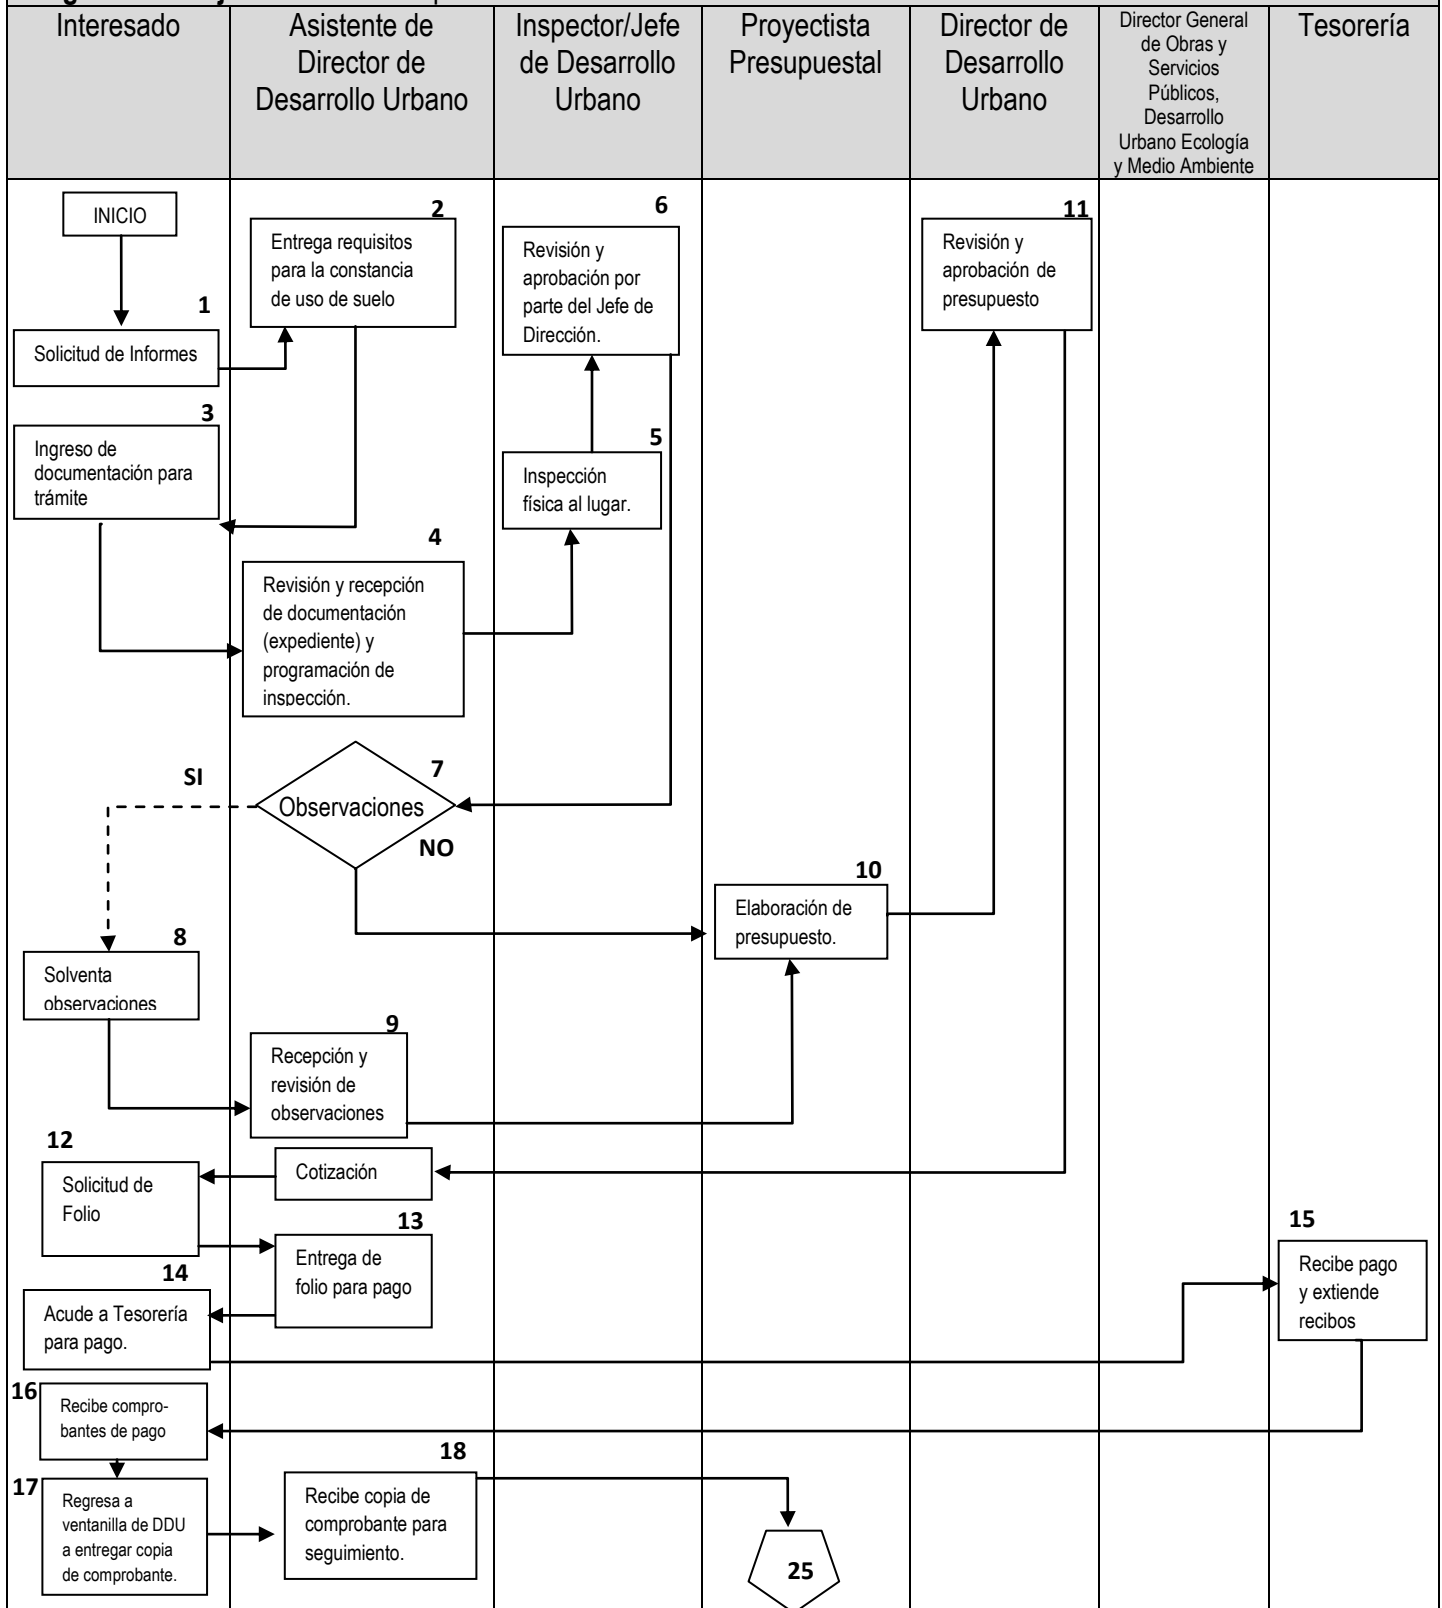 Interesado
Asistente de
Director de
Desarrollo Urbano
Inspector/Jefe
de Desarrollo
Urbano
Proyectista
Presupuestal
Director de
Desarrollo
Urbano
Director General
de Obras y
Servicios
Públicos,
Desarrollo
Urbano Ecología
y Medio Ambiente
Tesorería
INICIO
1
Solicitud de Informes
2
Entrega requisitos
para la constancia
de uso de suelo
3
Ingreso de
documentación para
trámite
4
Revisión y recepción
de documentación
(expediente) y
programación de
inspección.
5
Inspección
física al lugar.
6
Revisión y
aprobación por
parte del Jefe de
Dirección.
7
Observaciones
SI
NO
8
Solventa
observaciones
9
Recepción y
revisión de
observaciones
10
Elaboración de
presupuesto.
11
Revisión y
aprobación de
presupuesto
Cotización
12
Solicitud de
Folio
13
Entrega de
folio para pago
14
Acude a Tesorería
para pago.
15
Recibe pago
y extiende
recibos
16
Recibe compro-
bantes de pago
17
Regresa a
ventanilla de DDU
a entregar copia
de comprobante.
18
Recibe copia de
comprobante para
seguimiento.
25